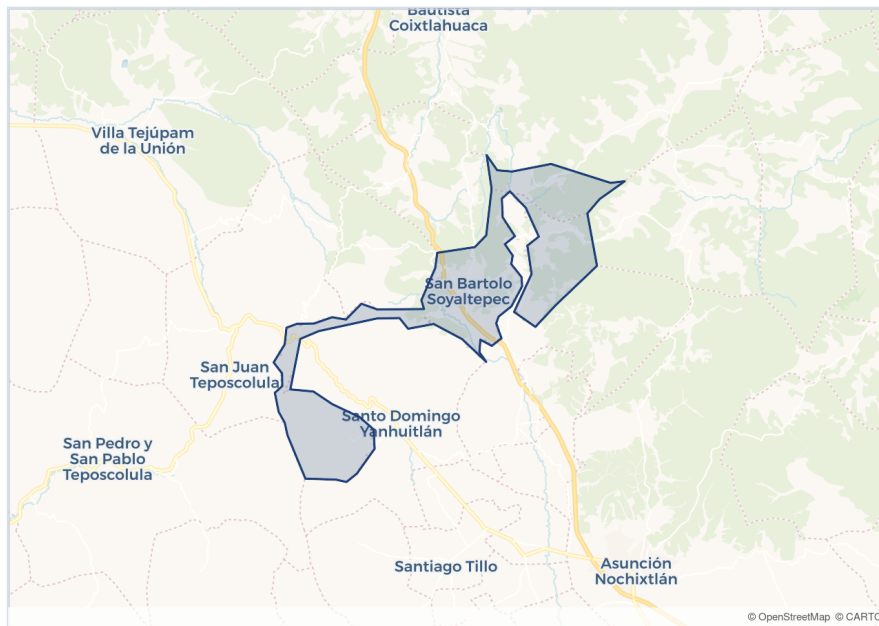 Bautista
Coixtlahuaca
Villa Tejúpam
de la Unión
San Bartolo
Soyaltepec
San Juan
Teposcolula
Santo Domingo
Yanhuitlán
San Pedro y
San Pablo
Teposcolula
Santiago Tillo
Asunción
Nochixtlán
© OpenStreetMap © CARTO